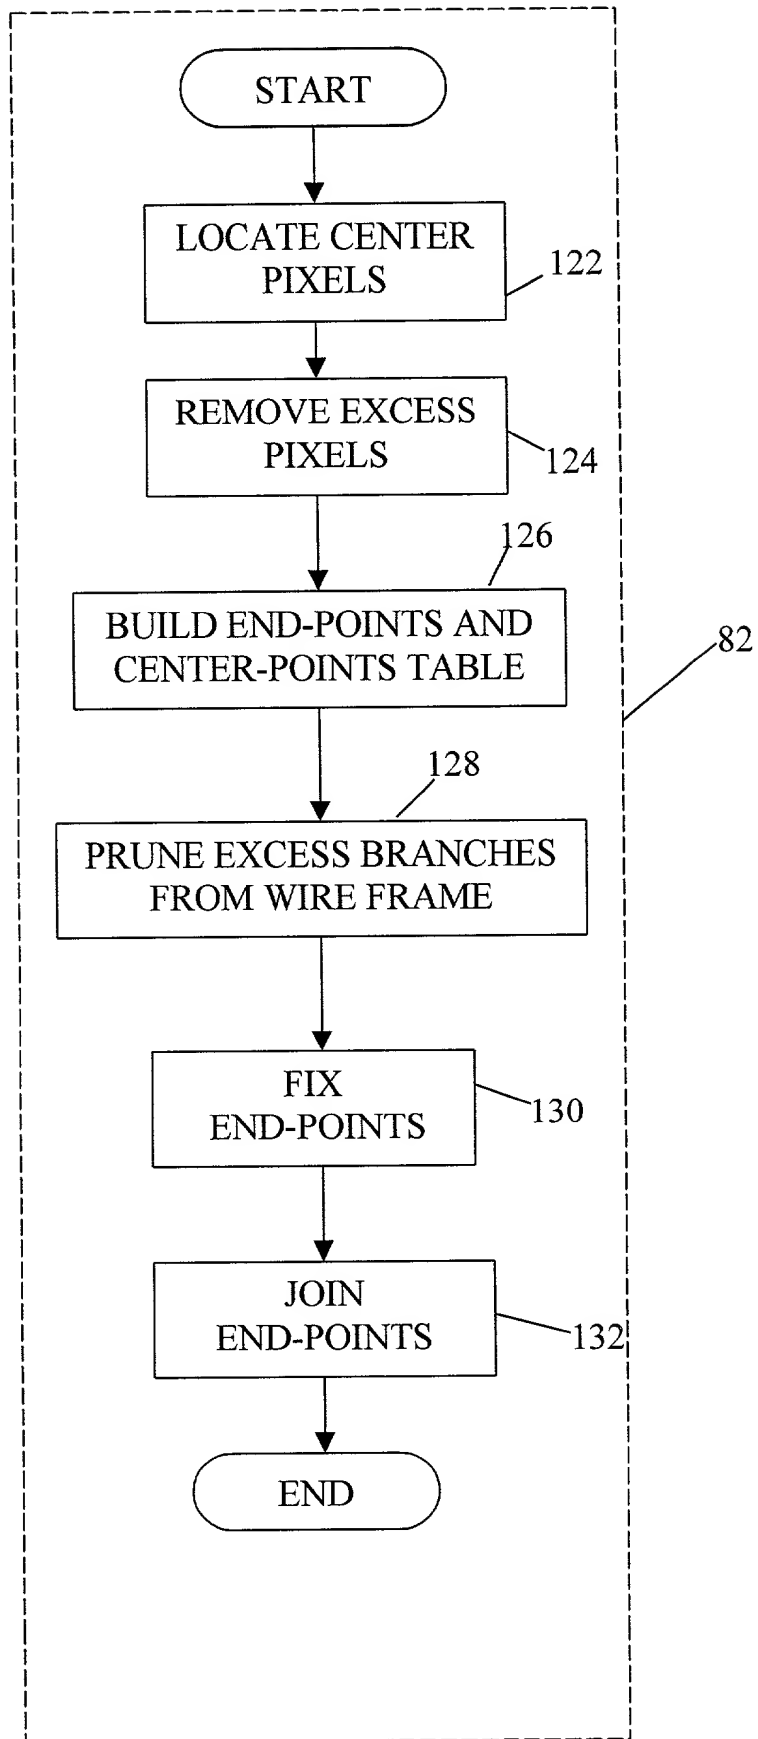 START
LOCATE CENTER
PIXELS
122
REMOVE EXCESS
PIXELS
124
126
BUILD END-POINTS AND
CENTER-POINTS TABLE
82
128
PRUNE EXCESS BRANCHES
FROM WIRE FRAME
FIX
END-POINTS
130
JOIN
END-POINTS
132
END